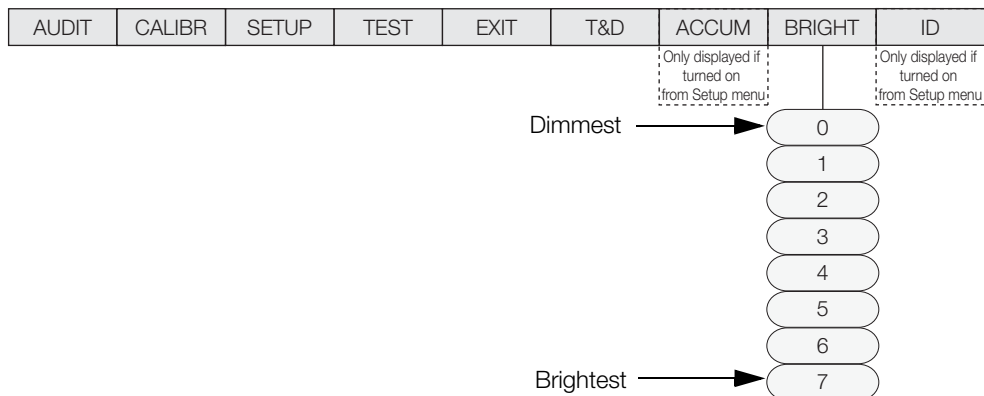 AUDIT CALIBR SETUP TEST EXIT T&D ACCUM BRIGHT ID
Only displayed if
turned on
from Setup menu
Only displayed if
turned on
from Setup menu
Dimmest 0
1
2
3
4
5
6
Brightest 7